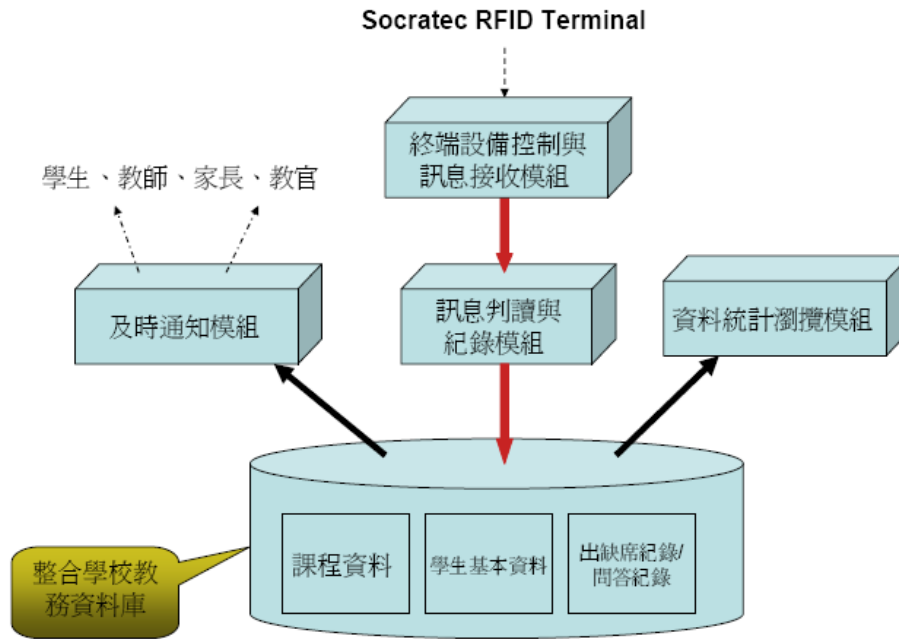 Socratec RFID Terminal
終端設備控制與
訊息接收模組
學生、教師、家長、教官
及時通知模組
訊息判讀與
紀錄模組
資料統計瀏攬模組
課程資料
學生基本資料
出缺席紀錄/
問答紀錄
整合學校教
務資料庫